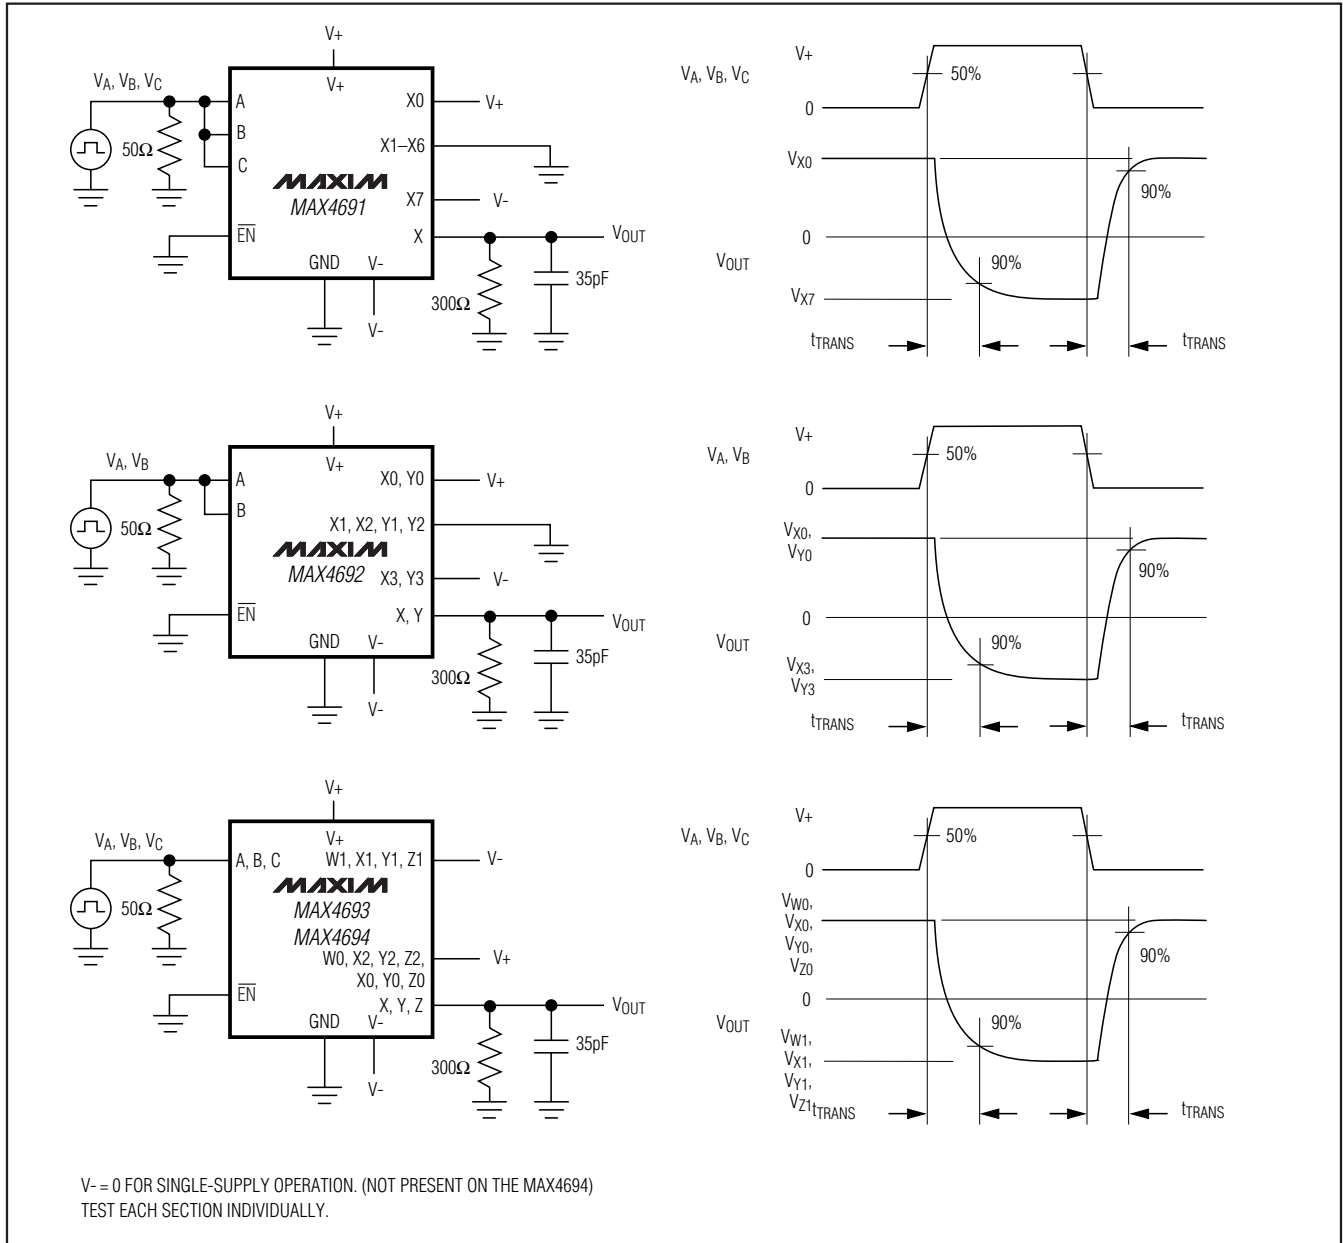 V+
VA, VB, VC
V+
A
X0
V+
B
X1–X6
50Ω
C
MAXIM
MAX4691
X7
V-
EN
X
VOUT
GND
V-
300Ω
35pF
V-
V+
VA, VB, VC
50%
0
VX0
90%
0
VOUT
90%
VX7
tTRANS
tTRANS
V+
VA, VB
V+
A
X0, Y0
V+
B
50Ω
X1, X2, Y1, Y2
MAXIM
MAX4692
X3, Y3
V-
EN
X, Y
VOUT
GND
V-
300Ω
35pF
V-
V+
VA, VB
50%
0
VX0,
VY0
90%
0
VOUT
90%
VX3,
VY3
tTRANS
tTRANS
V+
VA, VB, VC
V+
A, B, C
W1, X1, Y1, Z1
V-
MAXIM
50Ω
MAX4693
MAX4694
W0, X2, Y2, Z2,
V+
X0, Y0, Z0
EN
X, Y, Z
VOUT
GND
V-
300Ω
35pF
V-
V+
VA, VB, VC
50%
0
VW0,
VX0,
VY0,
VZ0
90%
0
VOUT
90%
VW1,
VX1,
VY1,
VZ1
tTRANS
tTRANS
V- = 0 FOR SINGLE-SUPPLY OPERATION. (NOT PRESENT ON THE MAX4694)
TEST EACH SECTION INDIVIDUALLY.